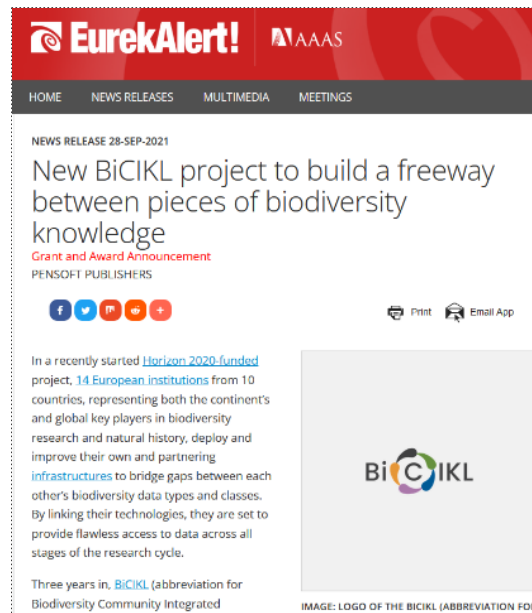 EurekAlert! AAAS
HOME NEWS RELEASES MULTIMEDIA MEETINGS
NEWS RELEASE 28-SEP-2021
New BiCIKL project to build a freeway
between pieces of biodiversity
knowledge
Grant and Award Announcement
PENSOFT PUBLISHERS
Print Email App
In a recently started Horizon 2020-funded
project, 14 European institutions from 10
countries, representing both the continent's
and global key players in biodiversity
research and natural history, deploy and
improve their own and partnering
infrastructures to bridge gaps between each
other's biodiversity data types and classes.
By linking their technologies, they are set to
provide flawless access to data across all
stages of the research cycle.
Three years in, BiCIKL (abbreviation for
Biodiversity Community Integrated
BiCIKL
IMAGE: LOGO OF THE BICIKL (ABBREVIATION FO